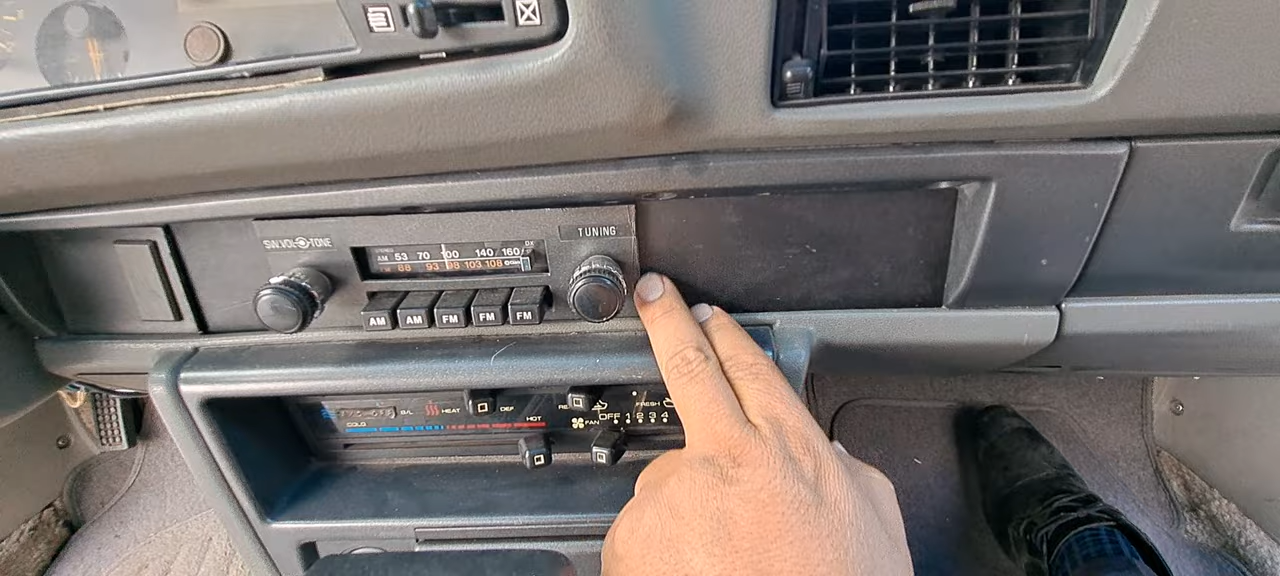 SW.VOL TONE
TUNING
DX
AM 53 70 100 140 160
88 93 98 103 108
AM AM FM FM FM
B/L HEAT DEF FRESH
HOT OFF 1 2 3 4
COLD FAN